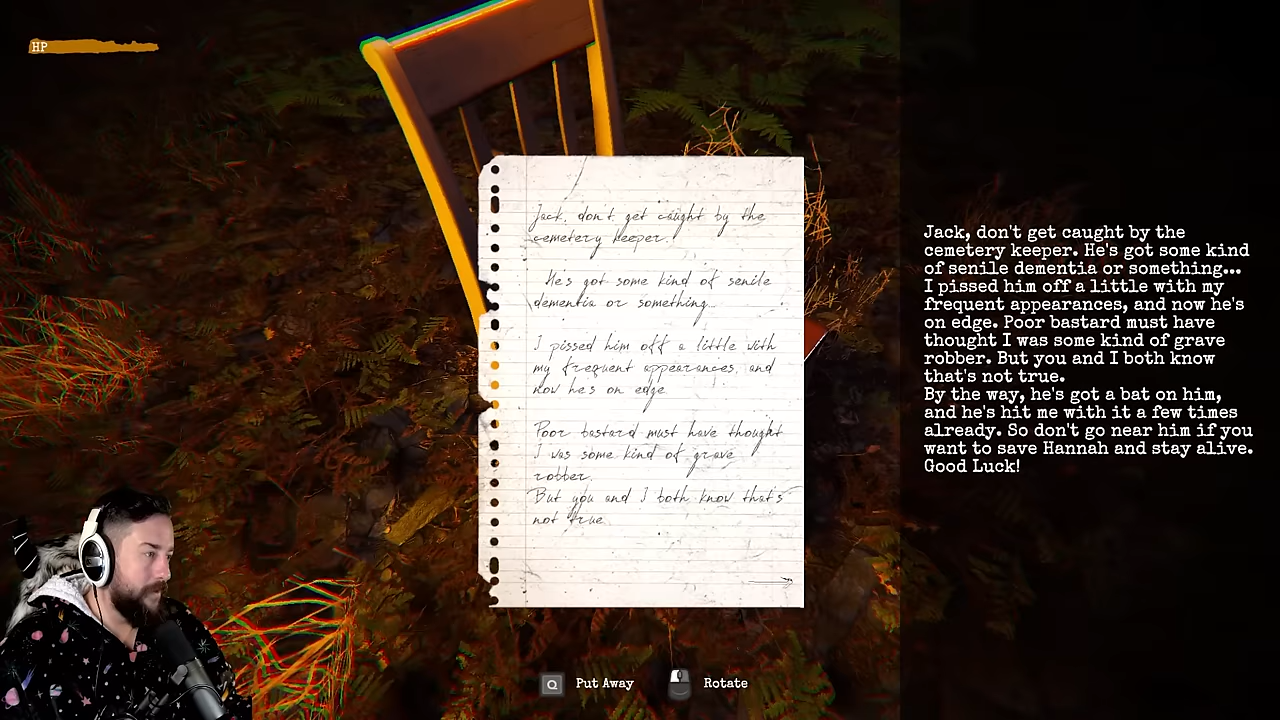 HP
Jack, don't get caught by the
cemetery keeper.
He's got some kind of senile
dementia or something...
I pissed him off a little with
my frequent appearances, and
now he's on edge.
Poor bastard must have thought
I was some kind of grave
robber.
But you and I both know that's
not true.
Jack, don't get caught by the
cemetery keeper. He's got some kind
of senile dementia or something...
I pissed him off a little with my
frequent appearances, and now he's
on edge. Poor bastard must have
thought I was some kind of grave
robber. But you and I both know
that's not true.
By the way, he's got a bat on him,
and he's hit me with it a few times
already. So don't go near him if you
want to save Hannah and stay alive.
Good Luck!
Q Put Away
Rotate